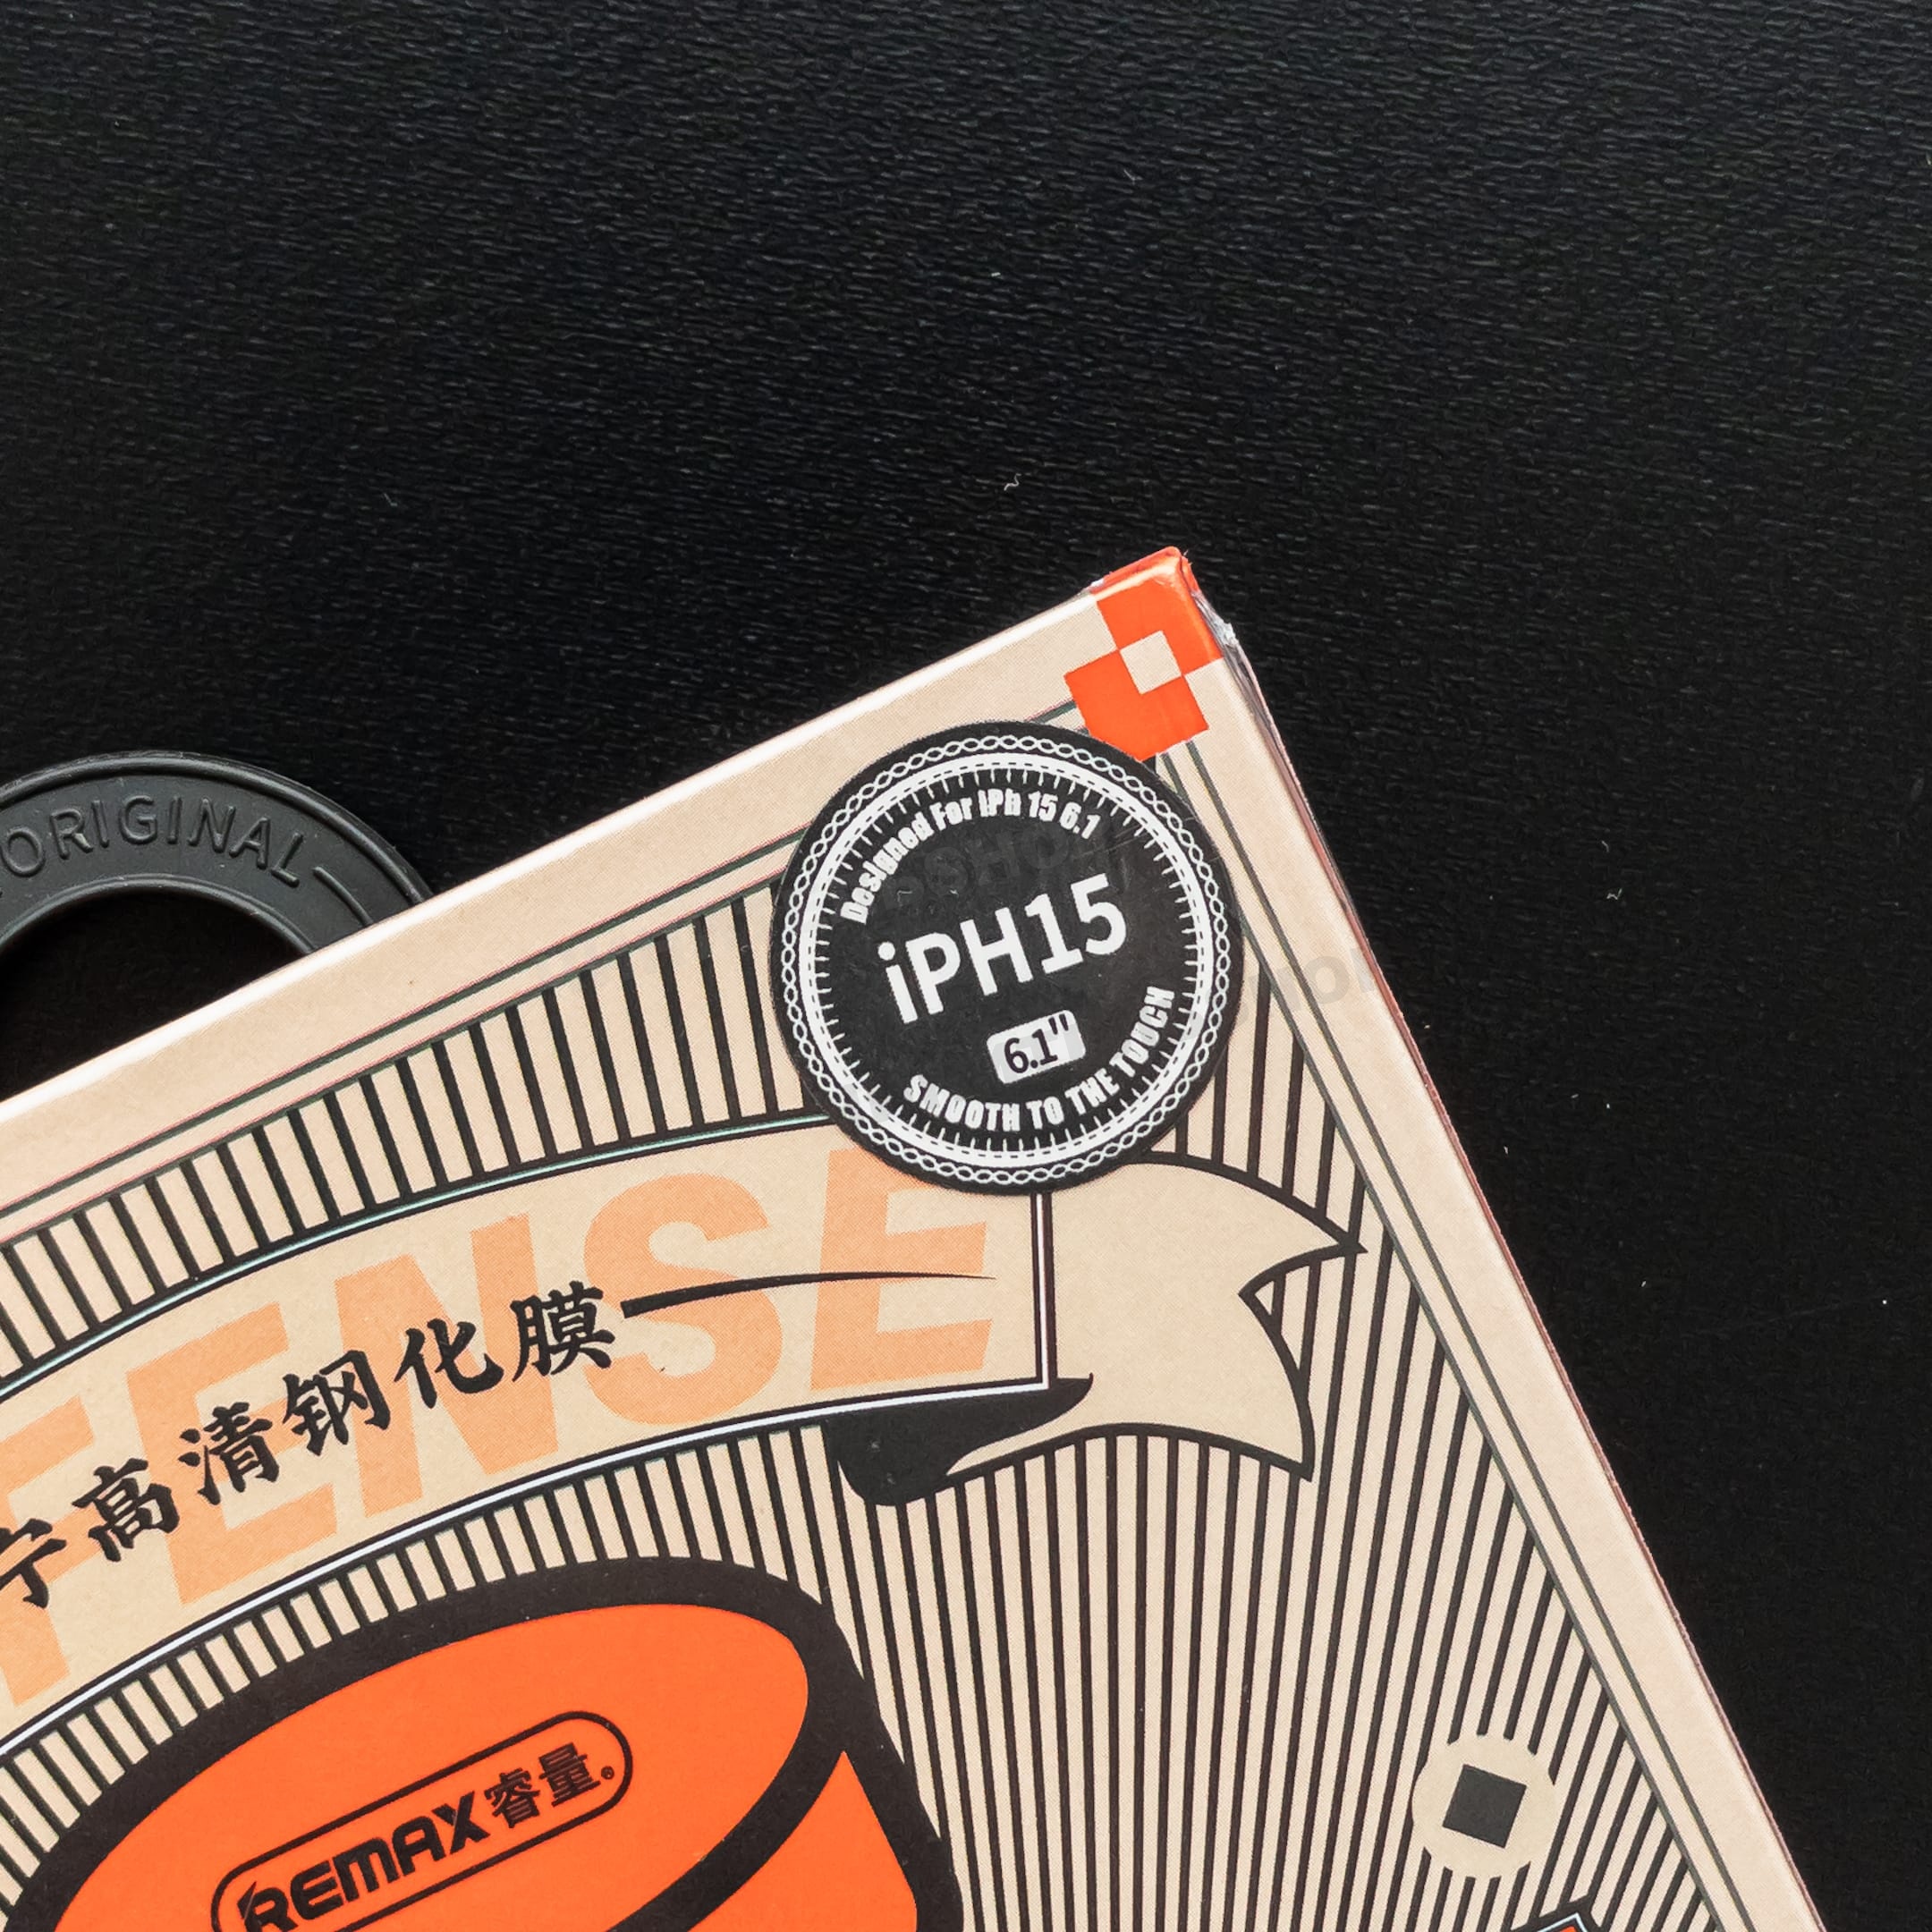 ORIGINAL
Designed For iPh 15 6.1
iPH15
6.1"
SMOOTH TO THE TOUCH
FENSE
宁高清钢化膜
REMAX睿量®